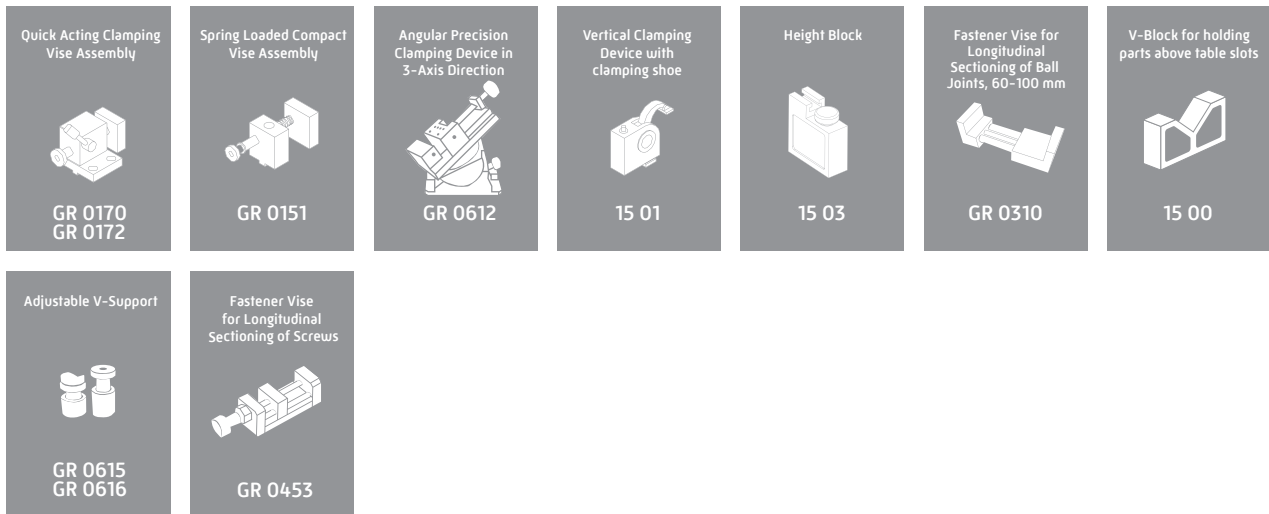 Quick Acting Clamping
Vise Assembly
GR 0170
GR 0172
Spring Loaded Compact
Vise Assembly
GR 0151
Angular Precision
Clamping Device in
3-Axis Direction
GR 0612
Vertical Clamping
Device with
clamping shoe
15 01
Height Block
15 03
Fastener Vise for
Longitudinal
Sectioning of Ball
Joints, 60-100 mm
GR 0310
V-Block for holding
parts above table slots
15 00
Adjustable V-Support
GR 0615
GR 0616
Fastener Vise
for Longitudinal
Sectioning of Screws
GR 0453